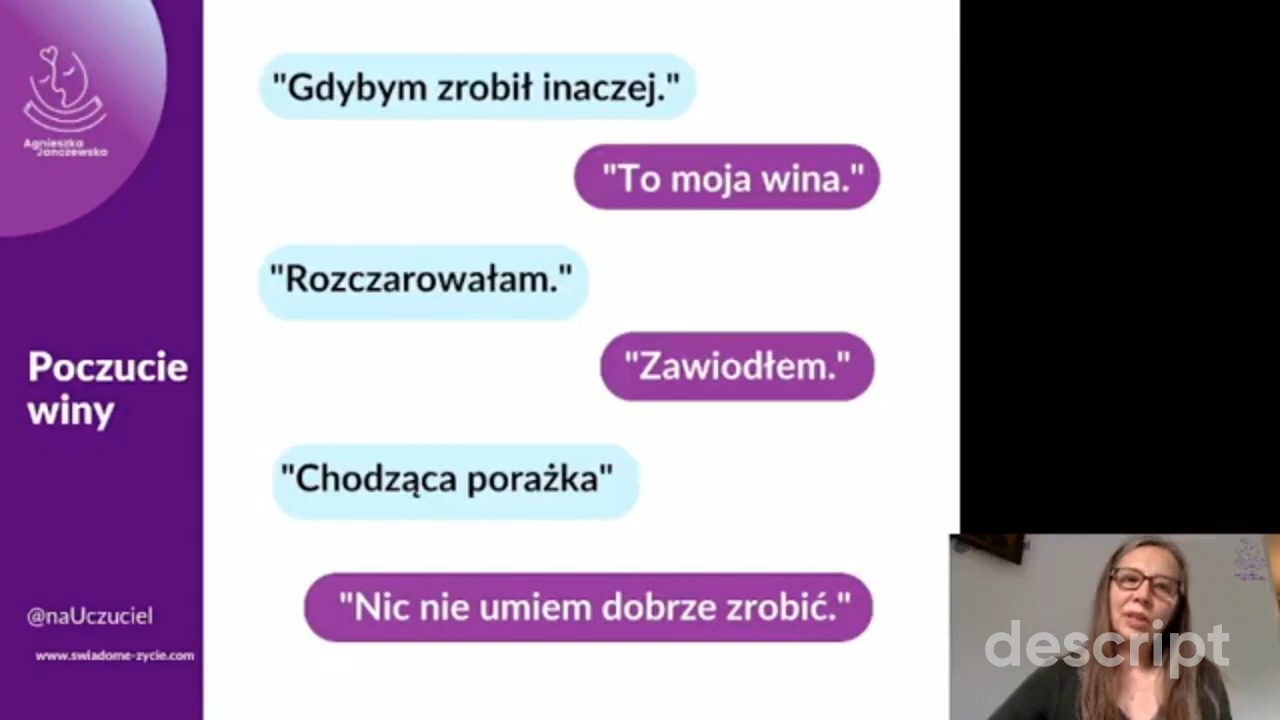 Agnieszka
Janczewska
"Gdybym zrobił inaczej."
"To moja wina."
"Rozczarowałam."
"Zawiodłem."
Poczucie
winy
"Chodząca porażka"
"Nic nie umiem dobrze zrobić."
@naUczuciel
www.swiadome-zycie.com
descript